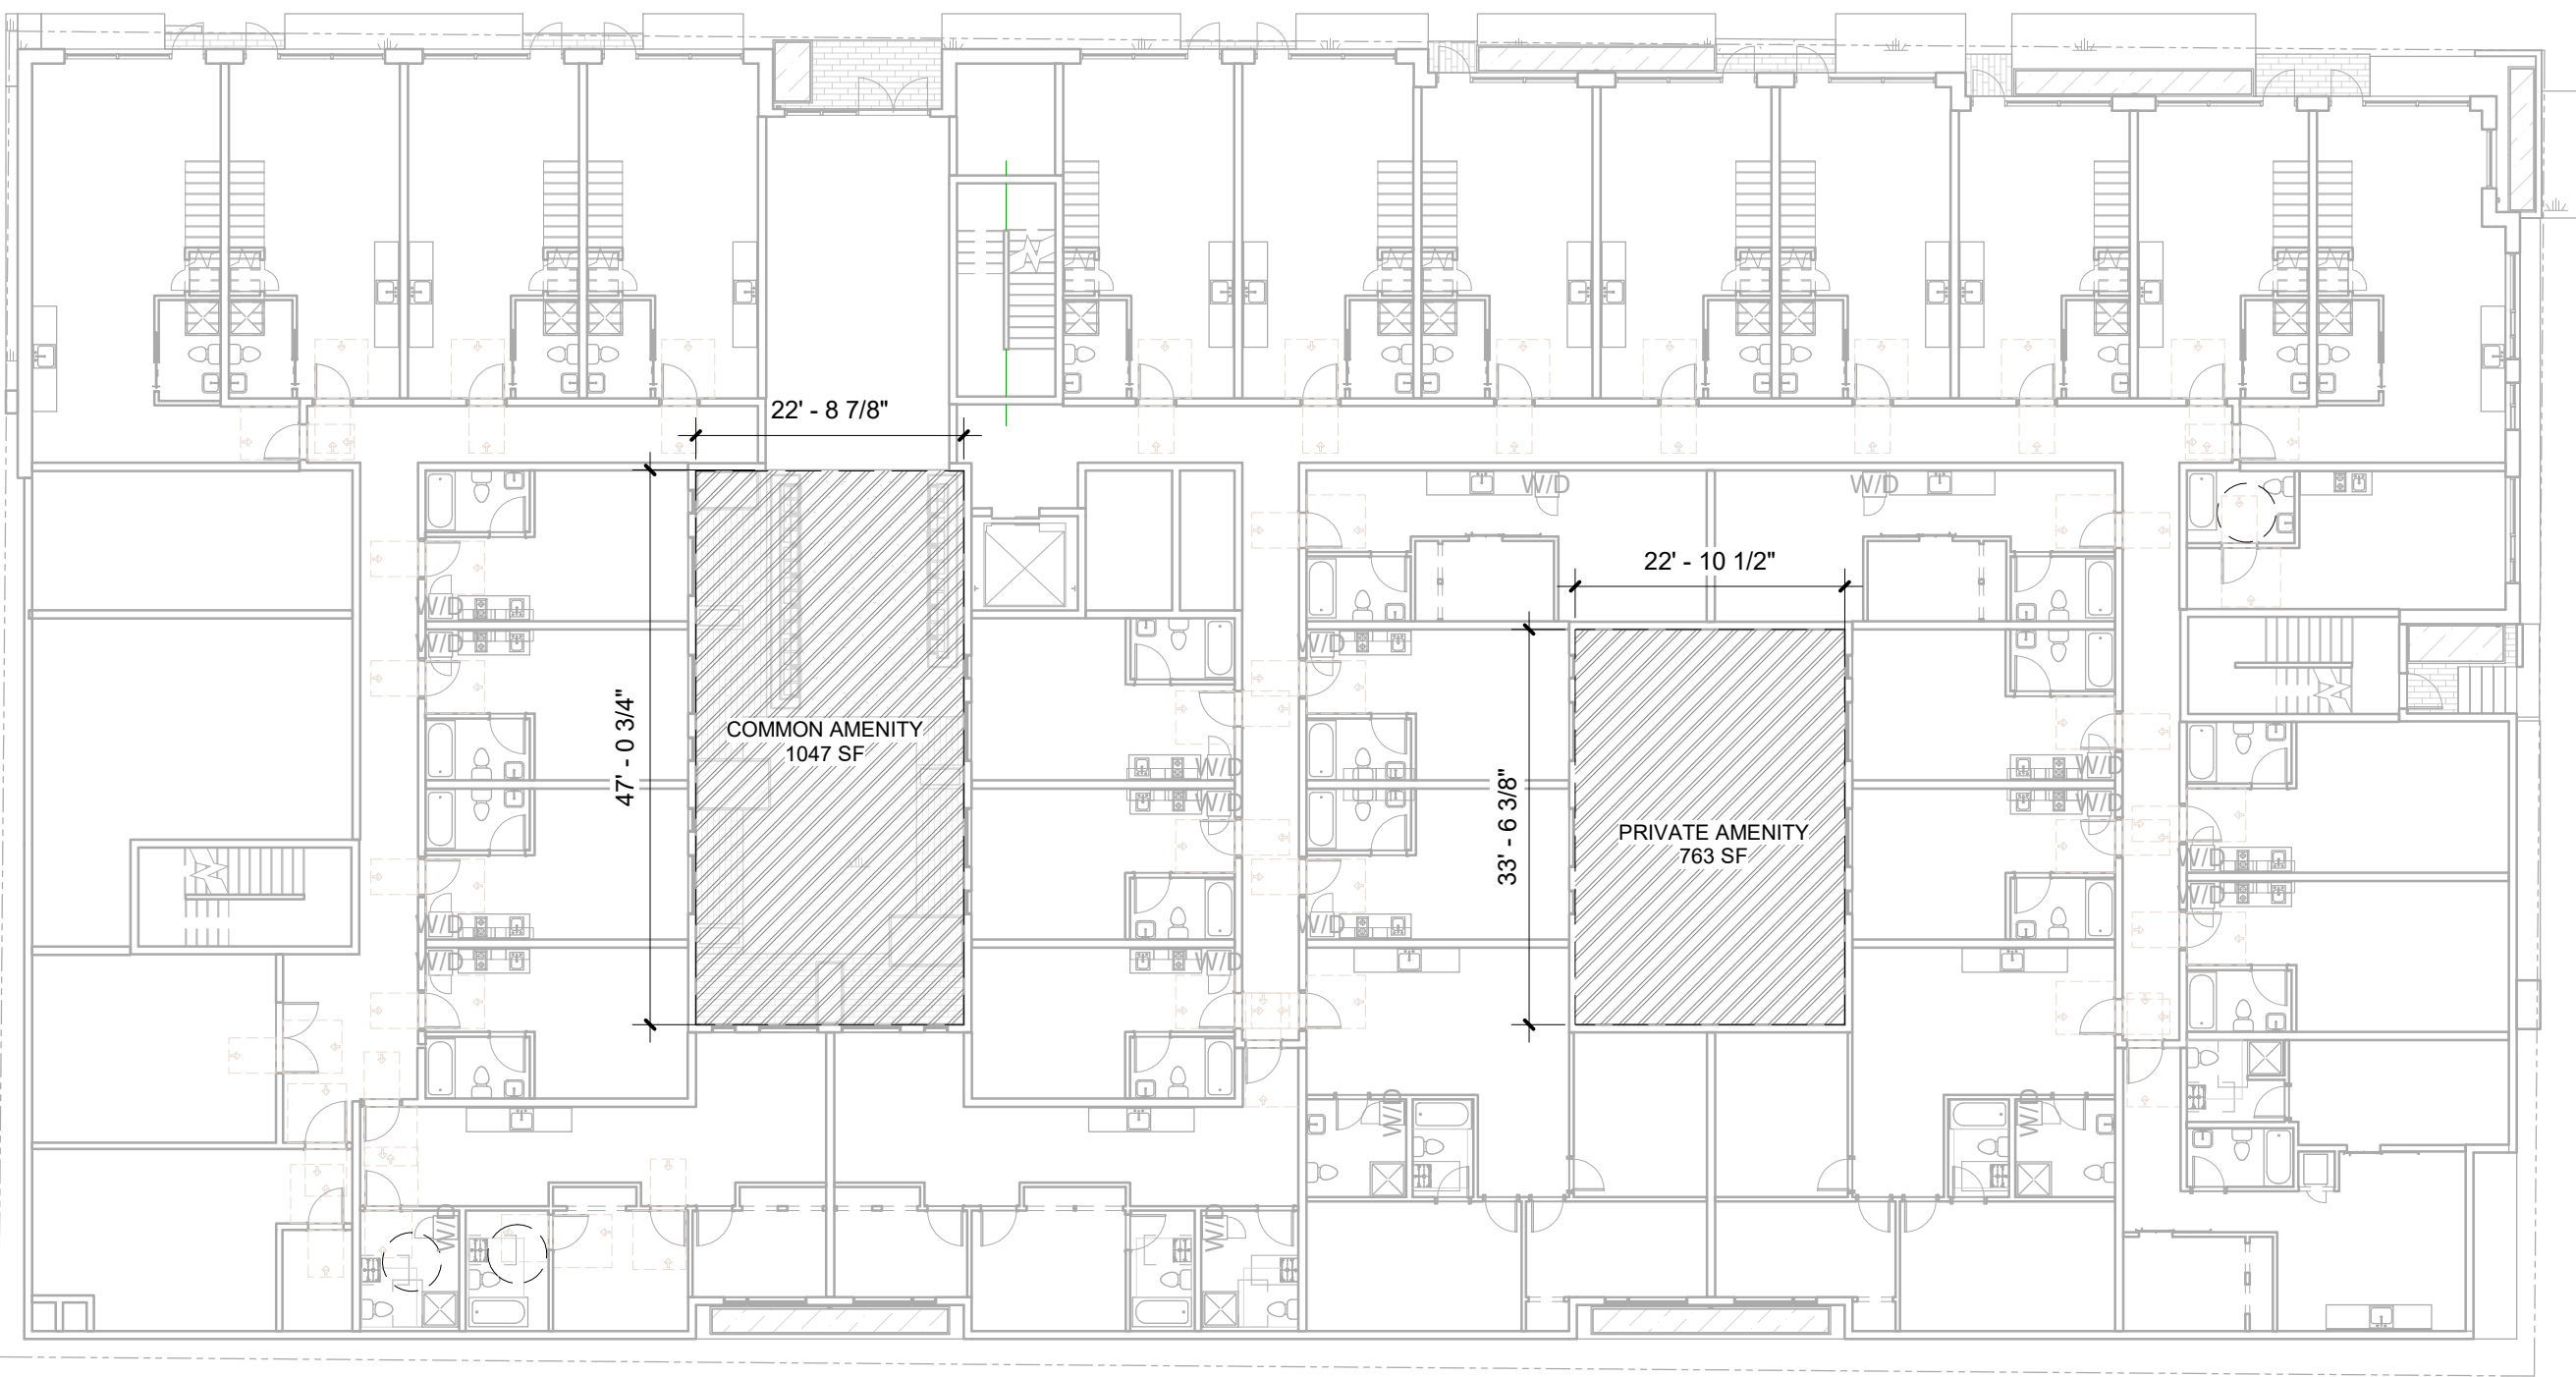 22' - 8 7/8"
W/D
W/D
22' - 10 1/2"
W/D
W/D
W/D
47' - 0 3/4"
COMMON AMENITY
1047 SF
W/D
W/D
33' - 6 3/8"
PRIVATE AMENITY
763 SF
W/D
W/D
W/D
W/D
W/D
W/D
W/D
W/D
W/D
W/D
W/D
W/D